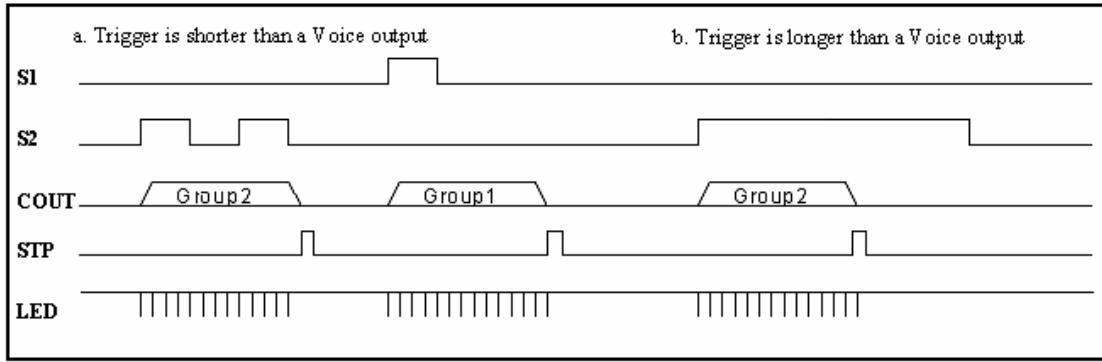 a. Trigger is shorter than a Voice output
b. Trigger is longer than a Voice output
S1
S2
COUT Group2 Group1 Group2
STP
LED